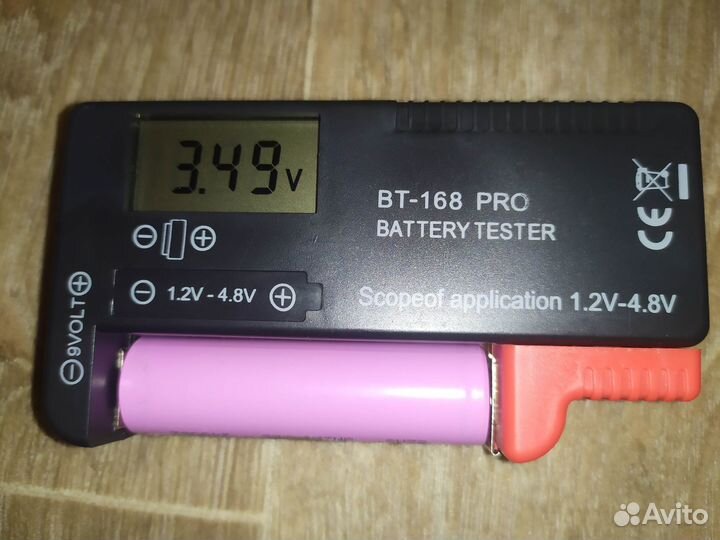 3.49 V
BT-168 PRO
BATTERY TESTER
⊖ ⊕
⊖ 1.2V-4.8V ⊕
Scopeof application 1.2V-4.8V
⊖ 9VOLT ⊕
CE
Avito